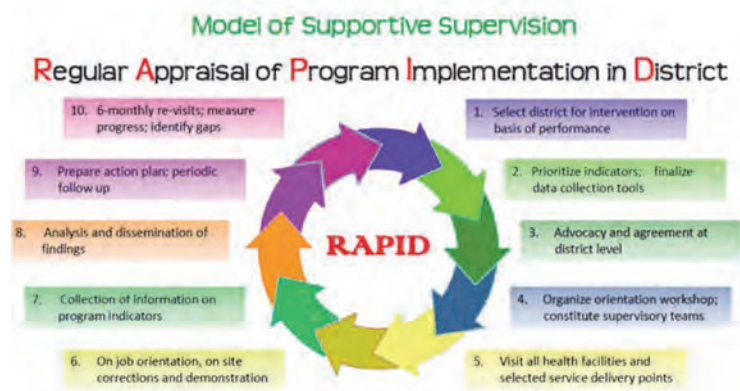 Model of Supportive Supervision
Regular Appraisal of Program Implementation in District
1. Select district for intervention on
basis of performance
2. Prioritize indicators; finalize
data collection tools
3. Advocacy and agreement at
district level
4. Organize orientation workshop;
constitute supervisory teams
5. Visit all health facilities and
selected service delivery points
6. On job orientation, on site
corrections and demonstration
7. Collection of information on
program indicators
8. Analysis and dissemination of
findings
9. Prepare action plan; periodic
follow up
10. 6-monthly re-visits; measure
progress; identify gaps
RAPID